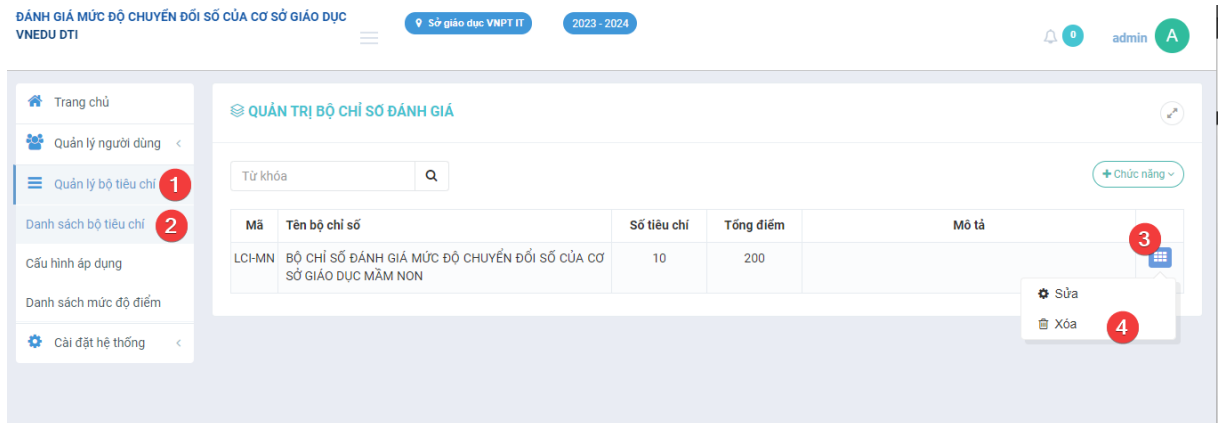 ĐÁNH GIÁ MỨC ĐỘ CHUYỂN ĐỔI SỐ CỦA CƠ SỞ GIÁO DỤC
VNEDU DTI
Sở giáo dục VNPT IT
2023 - 2024
0
admin
A
Trang chủ
Quản lý người dùng
Quản lý bộ tiêu chí
1
Danh sách bộ tiêu chí
2
Cấu hình áp dụng
Danh sách mức độ điểm
Cài đặt hệ thống
QUẢN TRỊ BỘ CHỈ SỐ ĐÁNH GIÁ
Từ khóa
+ Chức năng
Mã Tên bộ chỉ số Số tiêu chí Tổng điểm Mô tả
3
LCI-MN BỘ CHỈ SỐ ĐÁNH GIÁ MỨC ĐỘ CHUYỂN ĐỔI SỐ CỦA CƠ 10 200
SỞ GIÁO DỤC MẦM NON
Sửa
Xóa
4